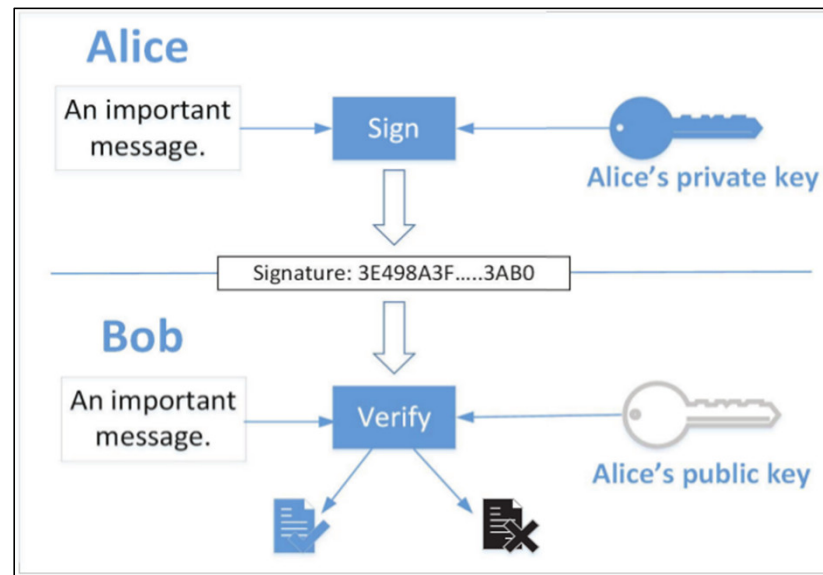 Alice
An important
message.
Sign
Alice's private key
Signature: 3E498A3F.....3AB0
Bob
An important
message.
Verify
Alice's public key